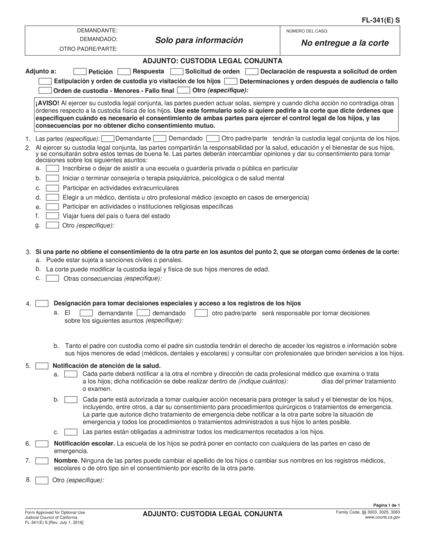 FL-341(E) S
DEMANDANTE:
DEMANDADO:
OTRO PADRE/PARTE:
Solo para información
NÚMERO DEL CASO:
No entregue a la corte
ADJUNTO: CUSTODIA LEGAL CONJUNTA
Adjunto a: Petición Respuesta Solicitud de orden Declaración de respuesta a solicitud de orden
Estipulación y orden de custodia y/o visitación de los hijos Determinaciones y orden después de audiencia o fallo
Orden de custodia - Menores - Fallo final Otro (especifique):
¡AVISO! Al ejercer su custodia legal conjunta, las partes pueden actuar solas, siempre y cuando dicha acción no contradiga otras
órdenes respecto a la custodia física de los hijos. Use este formulario solo si quiere pedirle a la corte que dicte órdenes que
especifiquen cuándo es necesario el consentimiento de ambas partes para ejercer el control legal de los hijos, y las
consecuencias por no obtener dicho consentimiento mutuo.
1. Las partes (especifique): Demandante Demandado Otro padre/parte tendrán la custodia legal conjunta de los hijos.
2. Al ejercer su custodia legal conjunta, las partes compartirán la responsabilidad por la salud, educación y el bienestar de sus hijos,
y se consultarán sobre estos temas de buena fe. Las partes deberán intercambiar opiniones y dar su consentimiento para tomar
decisiones sobre los siguientes asuntos:
a. Inscribirse o dejar de asistir a una escuela o guardería privada o pública en particular
b. Iniciar o terminar consejería o terapia psiquiátrica, psicológica o de salud mental
c. Participar en actividades extracurriculares
d. Elegir a un médico, dentista u otro profesional médico (excepto en casos de emergencia)
e. Participar en actividades o instituciones religiosas específicas
f. Viajar fuera del país o fuera del estado
g. Otro (especifique):
3. Si una parte no obtiene el consentimiento de la otra parte en los asuntos del punto 2, que se otorgan como órdenes de la corte:
a. Puede estar sujeta a sanciones civiles o penales.
b. La corte puede modificar la custodia legal y física de sus hijos menores de edad.
c. Otras consecuencias (especifique):
4. Designación para tomar decisiones especiales y acceso a los registros de los hijos
a. El demandante demandado otro padre/parte será responsable por tomar decisiones
sobre los siguientes asuntos (especifique):
b. Tanto el padre con custodia como el padre sin custodia tendrán el derecho de acceder los registros e información sobre
sus hijos menores de edad (médicos, dentales y escolares) y consultar con profesionales que brinden servicios a los hijos.
5. Notificación de atención de la salud.
a. Cada parte deberá notificar a la otra el nombre y dirección de cada profesional médico que examina o trata
a los hijos; dicha notificación se debe realizar dentro de (indique cuántos): días del primer tratamiento
o examen.
b. Cada parte está autorizada a tomar cualquier acción necesaria para proteger la salud y el bienestar de los hijos,
incluyendo, entre otros, a dar su consentimiento para procedimientos quirúrgicos o tratamientos de emergencia.
La parte que autorice dicho tratamiento de emergencia debe notificar a la otra parte sobre la situación de
emergencia y todos los procedimientos o tratamientos administrados a sus hijos lo antes posible.
c. Las partes están obligadas a administrar todos los medicamentos recetados a los hijos.
6. Notificación escolar. La escuela de los hijos se podrá poner en contacto con cualquiera de las partes en caso de
emergencia.
7. Nombre. Ninguna de las partes puede cambiar el apellido de los hijos o cambiar sus nombres en los registros médicos,
escolares o de otro tipo sin el consentimiento por escrito de la otra parte.
8. Otro (especifique):
Página 1 de 1
Form Approved for Optional Use
Judicial Council of California
FL-341(E) S [Rev. July 1, 2016]
ADJUNTO: CUSTODIA LEGAL CONJUNTA
Family Code, §§ 3003, 3025, 3083
www.courts.ca.gov